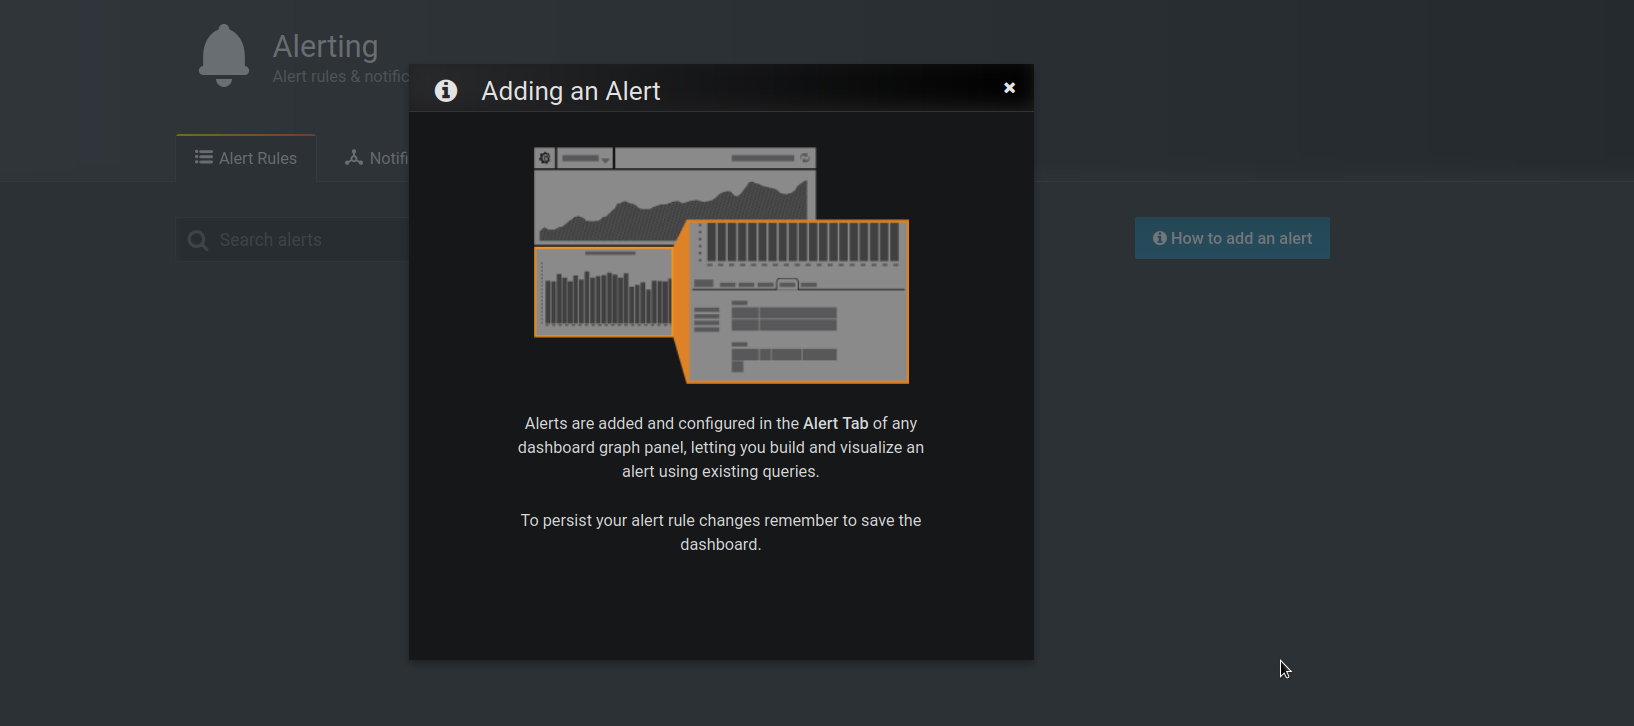 Alerting
Alert rules & notific
Adding an Alert
Alert Rules
Notifi
Search alerts
How to add an alert
Alerts are added and configured in the Alert Tab of any
dashboard graph panel, letting you build and visualize an
alert using existing queries.
To persist your alert rule changes remember to save the
dashboard.